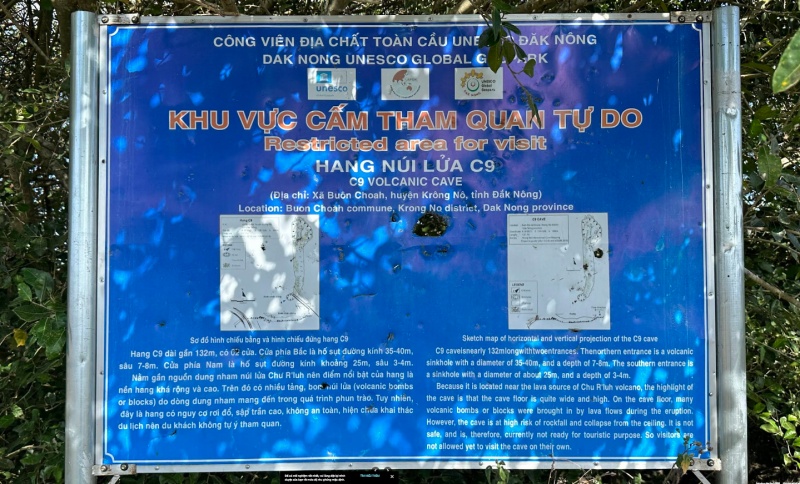 CÔNG VIÊN ĐỊA CHẤT TOÀN CẦU UNE ĐĂK NÔNG
DAK NONG UNESCO GLOBAL G RK
unesco
KHU VỰC CẤM THAM QUAN TỰ DO
Restricted area for visit
HANG NÚI LỬA C9
C9 VOLCANIC CAVE
(Địa chỉ: Xã Buôn Choah, huyện Krông Nô, tỉnh Đắk Nông)
Location: Buon Choah commune, Krong No district, Dak Nong province
C9 CAVE
LEGEND
Sơ đồ hình chiếu bằng và hình chiếu đứng hang C9
Hang C9 dài gần 132m, có 02 cửa. Cửa phía Bắc là hố sụt đường kính 35-40m,
sâu 7-8m. Cửa phía Nam là hố sụt đường kính khoảng 25m, sâu 3-4m.
Nằm gần nguồn dung nham núi lửa Chu R'luh nên điểm nổi bật của hang là
nền hang khá rộng và cao. Trên đó có nhiều tảng, bom núi lửa (volcanic bombs
or blocks) do dòng dung nham mang đến trong quá trình phun trào. Tuy nhiên,
đây là hang có nguy cơ rơi đổ, sập trần cao, không an toàn, hiện chưa khai thác
du lịch nên du khách không tự ý tham quan.
Sketch map of horizontal and vertical projection of the C9 cave
C9 caveisnearly 132mlongwithtwoentrances. Thenorthern entrance is a volcanic
sinkhole with a diameter of 35-40m, and a depth of 7-8m. The southern entrance
is a sinkhole with a diameter of about 25m, and a depth of 3-4m.
Because it is located near the lava source of Chu R'luh volcano, the highlight of
the cave is that the cave floor is quite wide and high. On the cave floor, many
volcanic bombs or blocks were brought in by lava flows during the eruption.
However, the cave is at high risk of rockfall and collapse from the ceiling. It is not
safe, and is, therefore, currently not ready for touristic purpose. So visitors are
not allowed yet to visit the cave on their own.